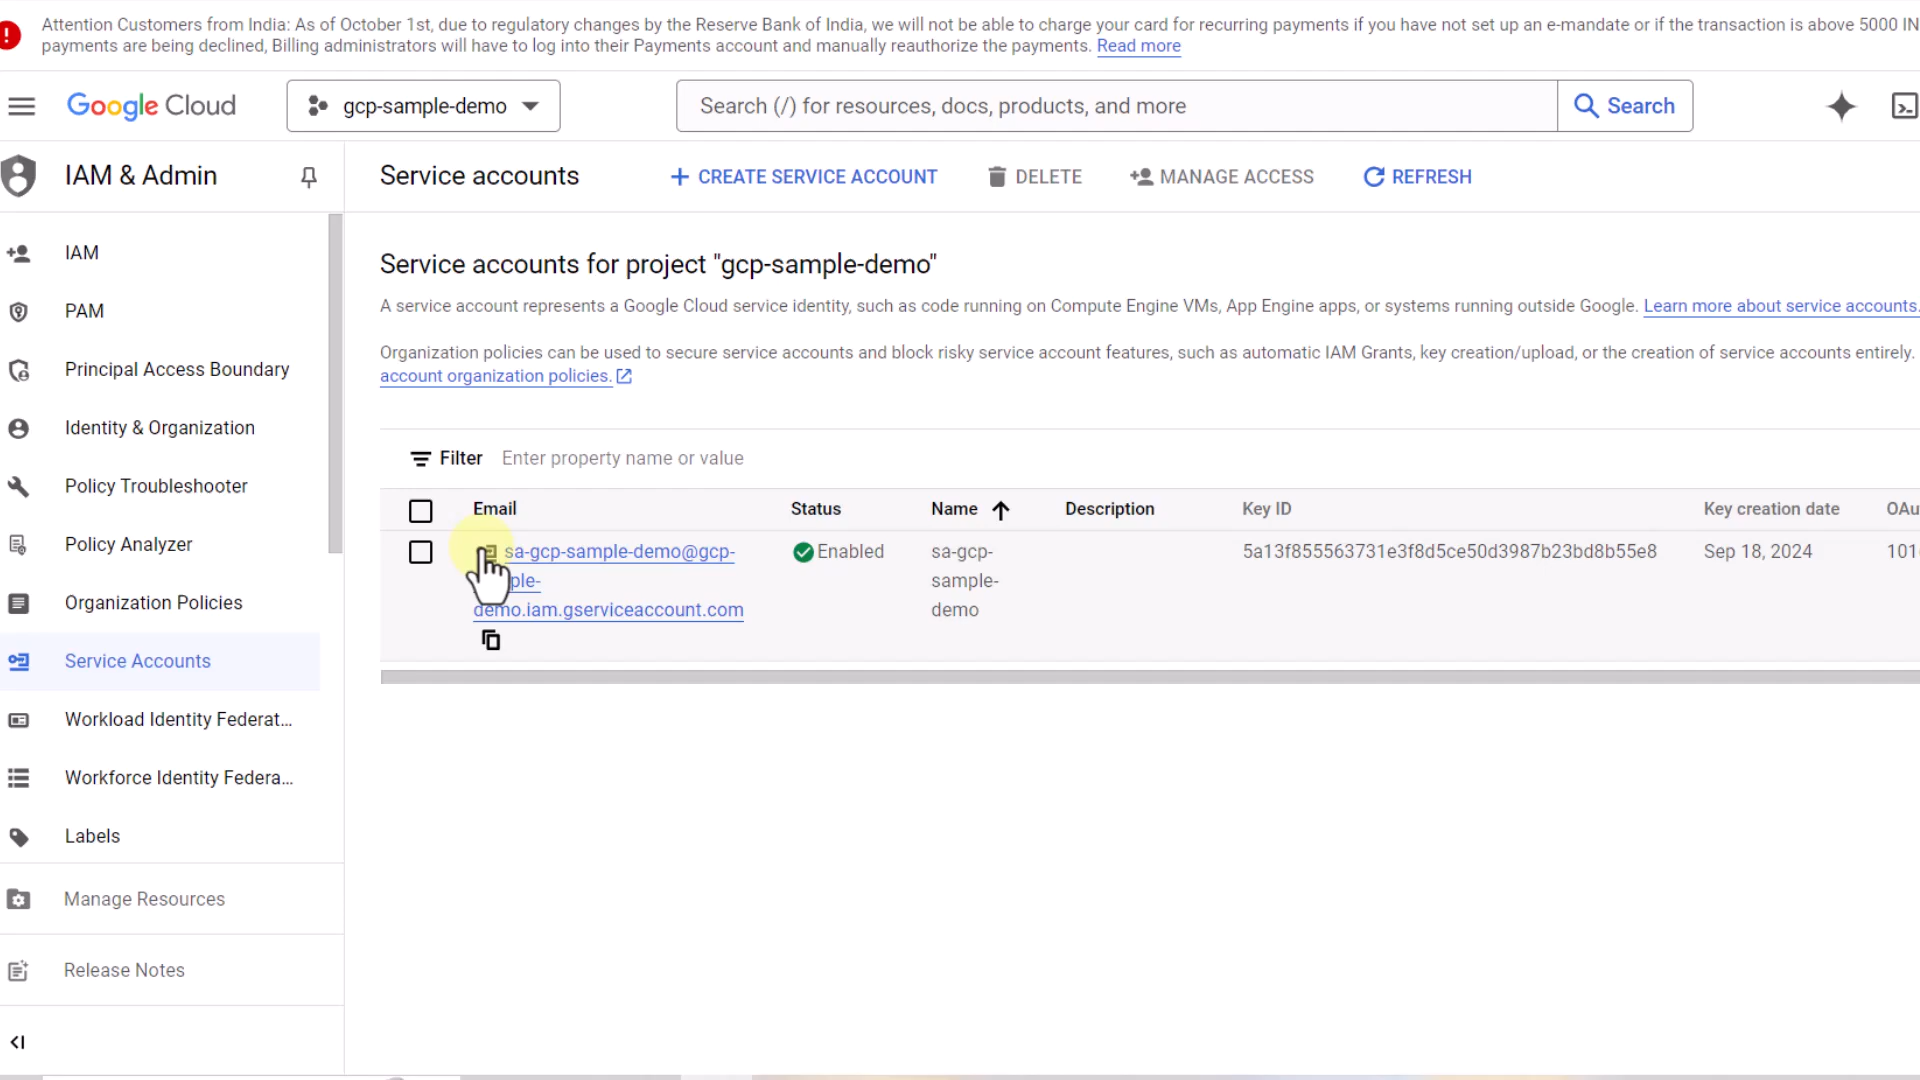 Attention Customers from India: As of October 1st, due to regulatory changes by the Reserve Bank of India, we will not be able to charge your card for recurring payments if you have not set up an e-mandate or if the transaction is above 5000 IN
payments are being declined, Billing administrators will have to log into their Payments account and manually reauthorize the payments. Read more
Google Cloud
gcp-sample-demo
Search (/) for resources, docs, products, and more
Search
IAM & Admin
Service accounts
+ CREATE SERVICE ACCOUNT
DELETE
MANAGE ACCESS
REFRESH
IAM
PAM
Principal Access Boundary
Identity & Organization
Policy Troubleshooter
Policy Analyzer
Organization Policies
Service Accounts
Workload Identity Federat...
Workforce Identity Federa...
Labels
Manage Resources
Release Notes
Service accounts for project "gcp-sample-demo"
A service account represents a Google Cloud service identity, such as code running on Compute Engine VMs, App Engine apps, or systems running outside Google. Learn more about service accounts.
Organization policies can be used to secure service accounts and block risky service account features, such as automatic IAM Grants, key creation/upload, or the creation of service accounts entirely.
account organization policies.
Filter Enter property name or value
Email Status Name Description Key ID Key creation date OAu
sa-gcp-sample-demo@gcp- Enabled sa-gcp- 5a13f855563731e3f8d5ce50d3987b23bd8b55e8 Sep 18, 2024 101
ple- sample-
demo.iam.gserviceaccount.com demo